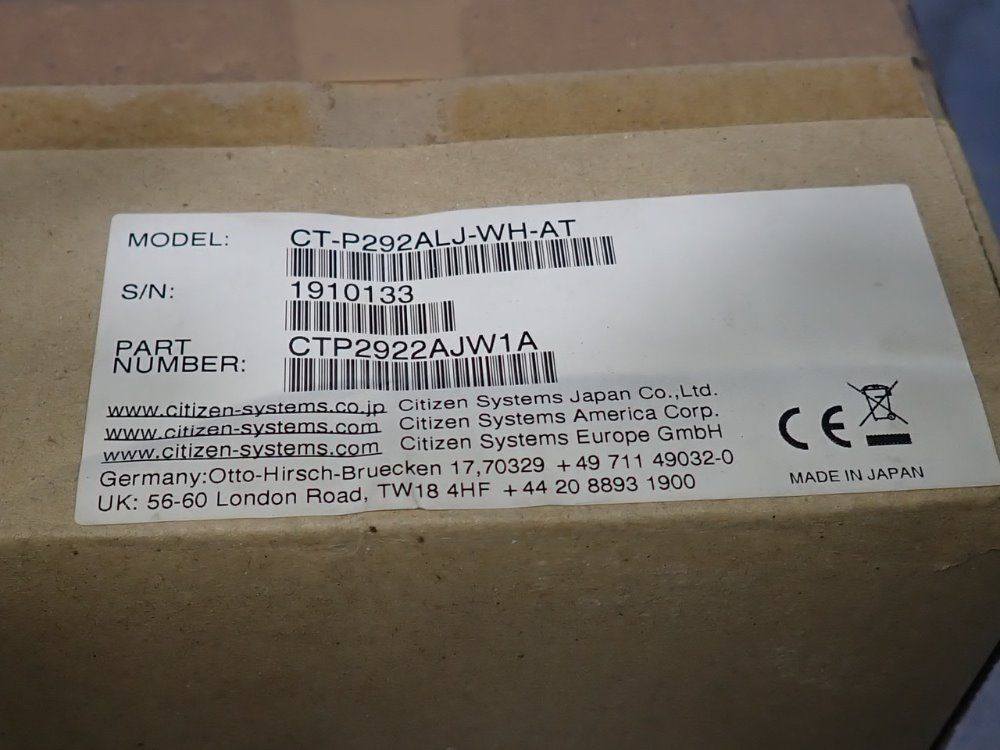 MODEL: CT-P292ALJ-WH-AT
S/N: 1910133
PART
NUMBER: CTP2922AJW1A
www.citizen-systems.co.jp Citizen Systems Japan Co.,Ltd.
www.citizen-systems.com Citizen Systems America Corp.
www.citizen-systems.com Citizen Systems Europe GmbH
Germany:Otto-Hirsch-Bruecken 17,70329 +49 711 49032-0
UK: 56-60 London Road, TW18 4HF +44 20 8893 1900
CE
MADE IN JAPAN